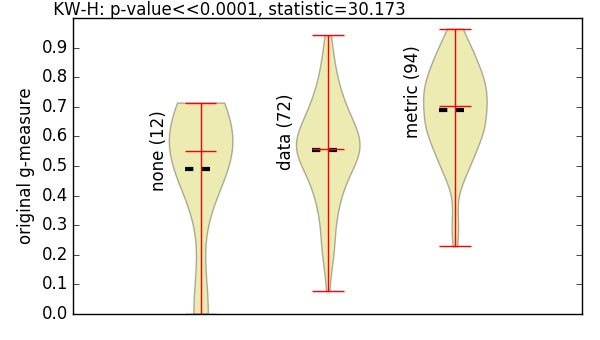 KW-H: p-value<<0.0001, statistic=30.173
original g-measure
0.9
0.8
0.7
0.6
0.5
0.4
0.3
0.2
0.1
0.0
none (12)
data (72)
metric (94)